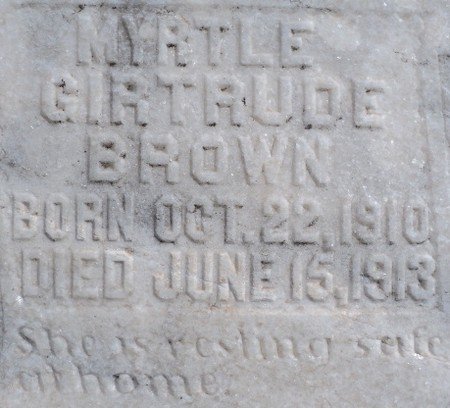 MYRTLE
GIRTRUDE
BROWN
BORN OCT. 22, 1910
DIED JUNE 15, 1913
She is resting safe
at home.